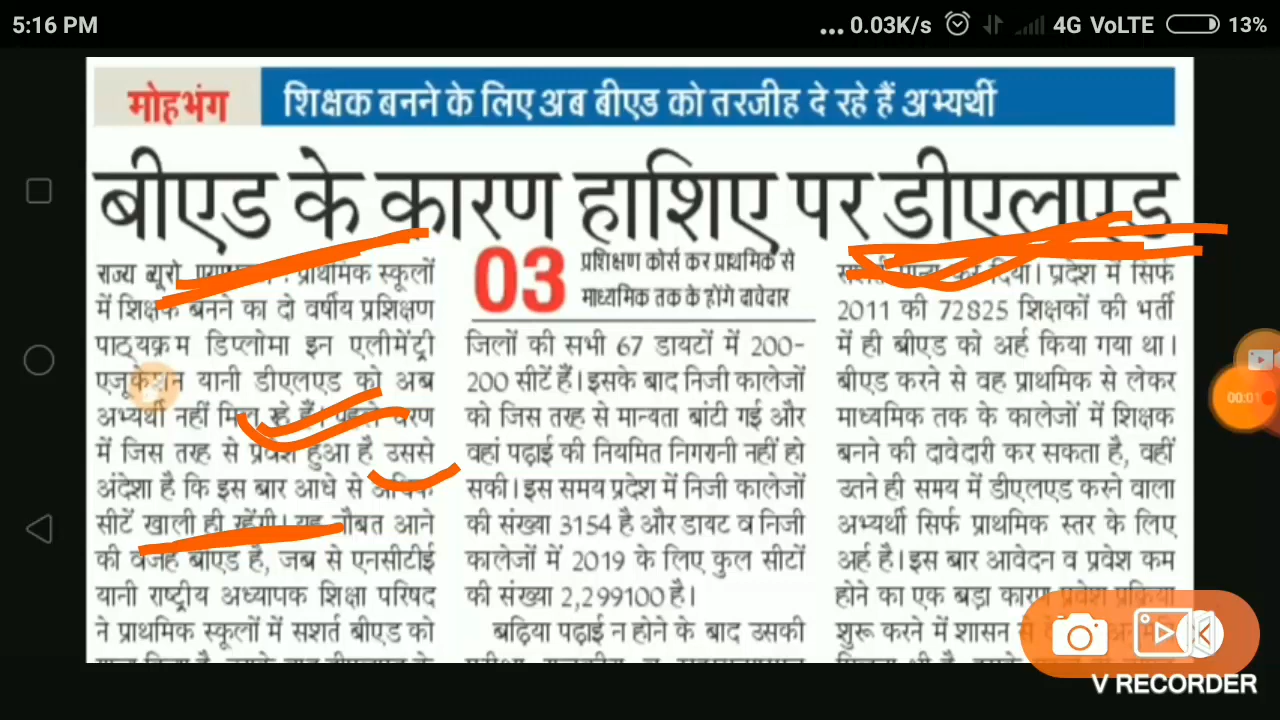 5:16 PM
... 0.03K/s 4G VoLTE 13%
मोहभंग
शिक्षक बनने के लिए अब बीएड को तरजीह दे रहे हैं अभ्यर्थी
बीएड के कारण हाशिए पर डीएलएड
राज्य ब्यूरो, प्राथमिक स्कूलों
में शिक्षक बनने का दो वर्षीय प्रशिक्षण
पाठ्यक्रम डिप्लोमा इन एलीमेंट्री
एजूकेशन यानी डीएलएड को अब
अभ्यर्थी नहीं मिल रहे हैं। पहले चरण
में जिस तरह से प्रवेश हुआ है उससे
अंदेशा है कि इस बार आधे से अधिक
सीटें खाली ही रहेंगी। यह नौबत आने
की वजह बीएड है, जब से एनसीटीई
यानी राष्ट्रीय अध्यापक शिक्षा परिषद
ने प्राथमिक स्कूलों में सशर्त बीएड को
03
प्रशिक्षण कोर्स कर प्राथमिक से
माध्यमिक तक के होंगे दावेदार
जिलों की सभी 67 डायटों में 200-
200 सीटें हैं। इसके बाद निजी कालेजों
को जिस तरह से मान्यता बांटी गई और
वहां पढ़ाई की नियमित निगरानी नहीं हो
सकी। इस समय प्रदेश में निजी कालेजों
की संख्या 3154 है और डायट व निजी
कालेजों में 2019 के लिए कुल सीटों
की संख्या 2,299100 है।
बढ़िया पढ़ाई न होने के बाद उसकी
सशर्त मान्य कर दिया। प्रदेश में सिर्फ
2011 की 72825 शिक्षकों की भर्ती
में ही बीएड को अर्ह किया गया था।
बीएड करने से वह प्राथमिक से लेकर
माध्यमिक तक के कालेजों में शिक्षक
बनने की दावेदारी कर सकता है, वहीं
उतने ही समय में डीएलएड करने वाला
अभ्यर्थी सिर्फ प्राथमिक स्तर के लिए
अर्ह है। इस बार आवेदन व प्रवेश कम
होने का एक बड़ा कारण प्रवेश प्रक्रिया
शुरू करने में शासन से
00:01
V RECORDER